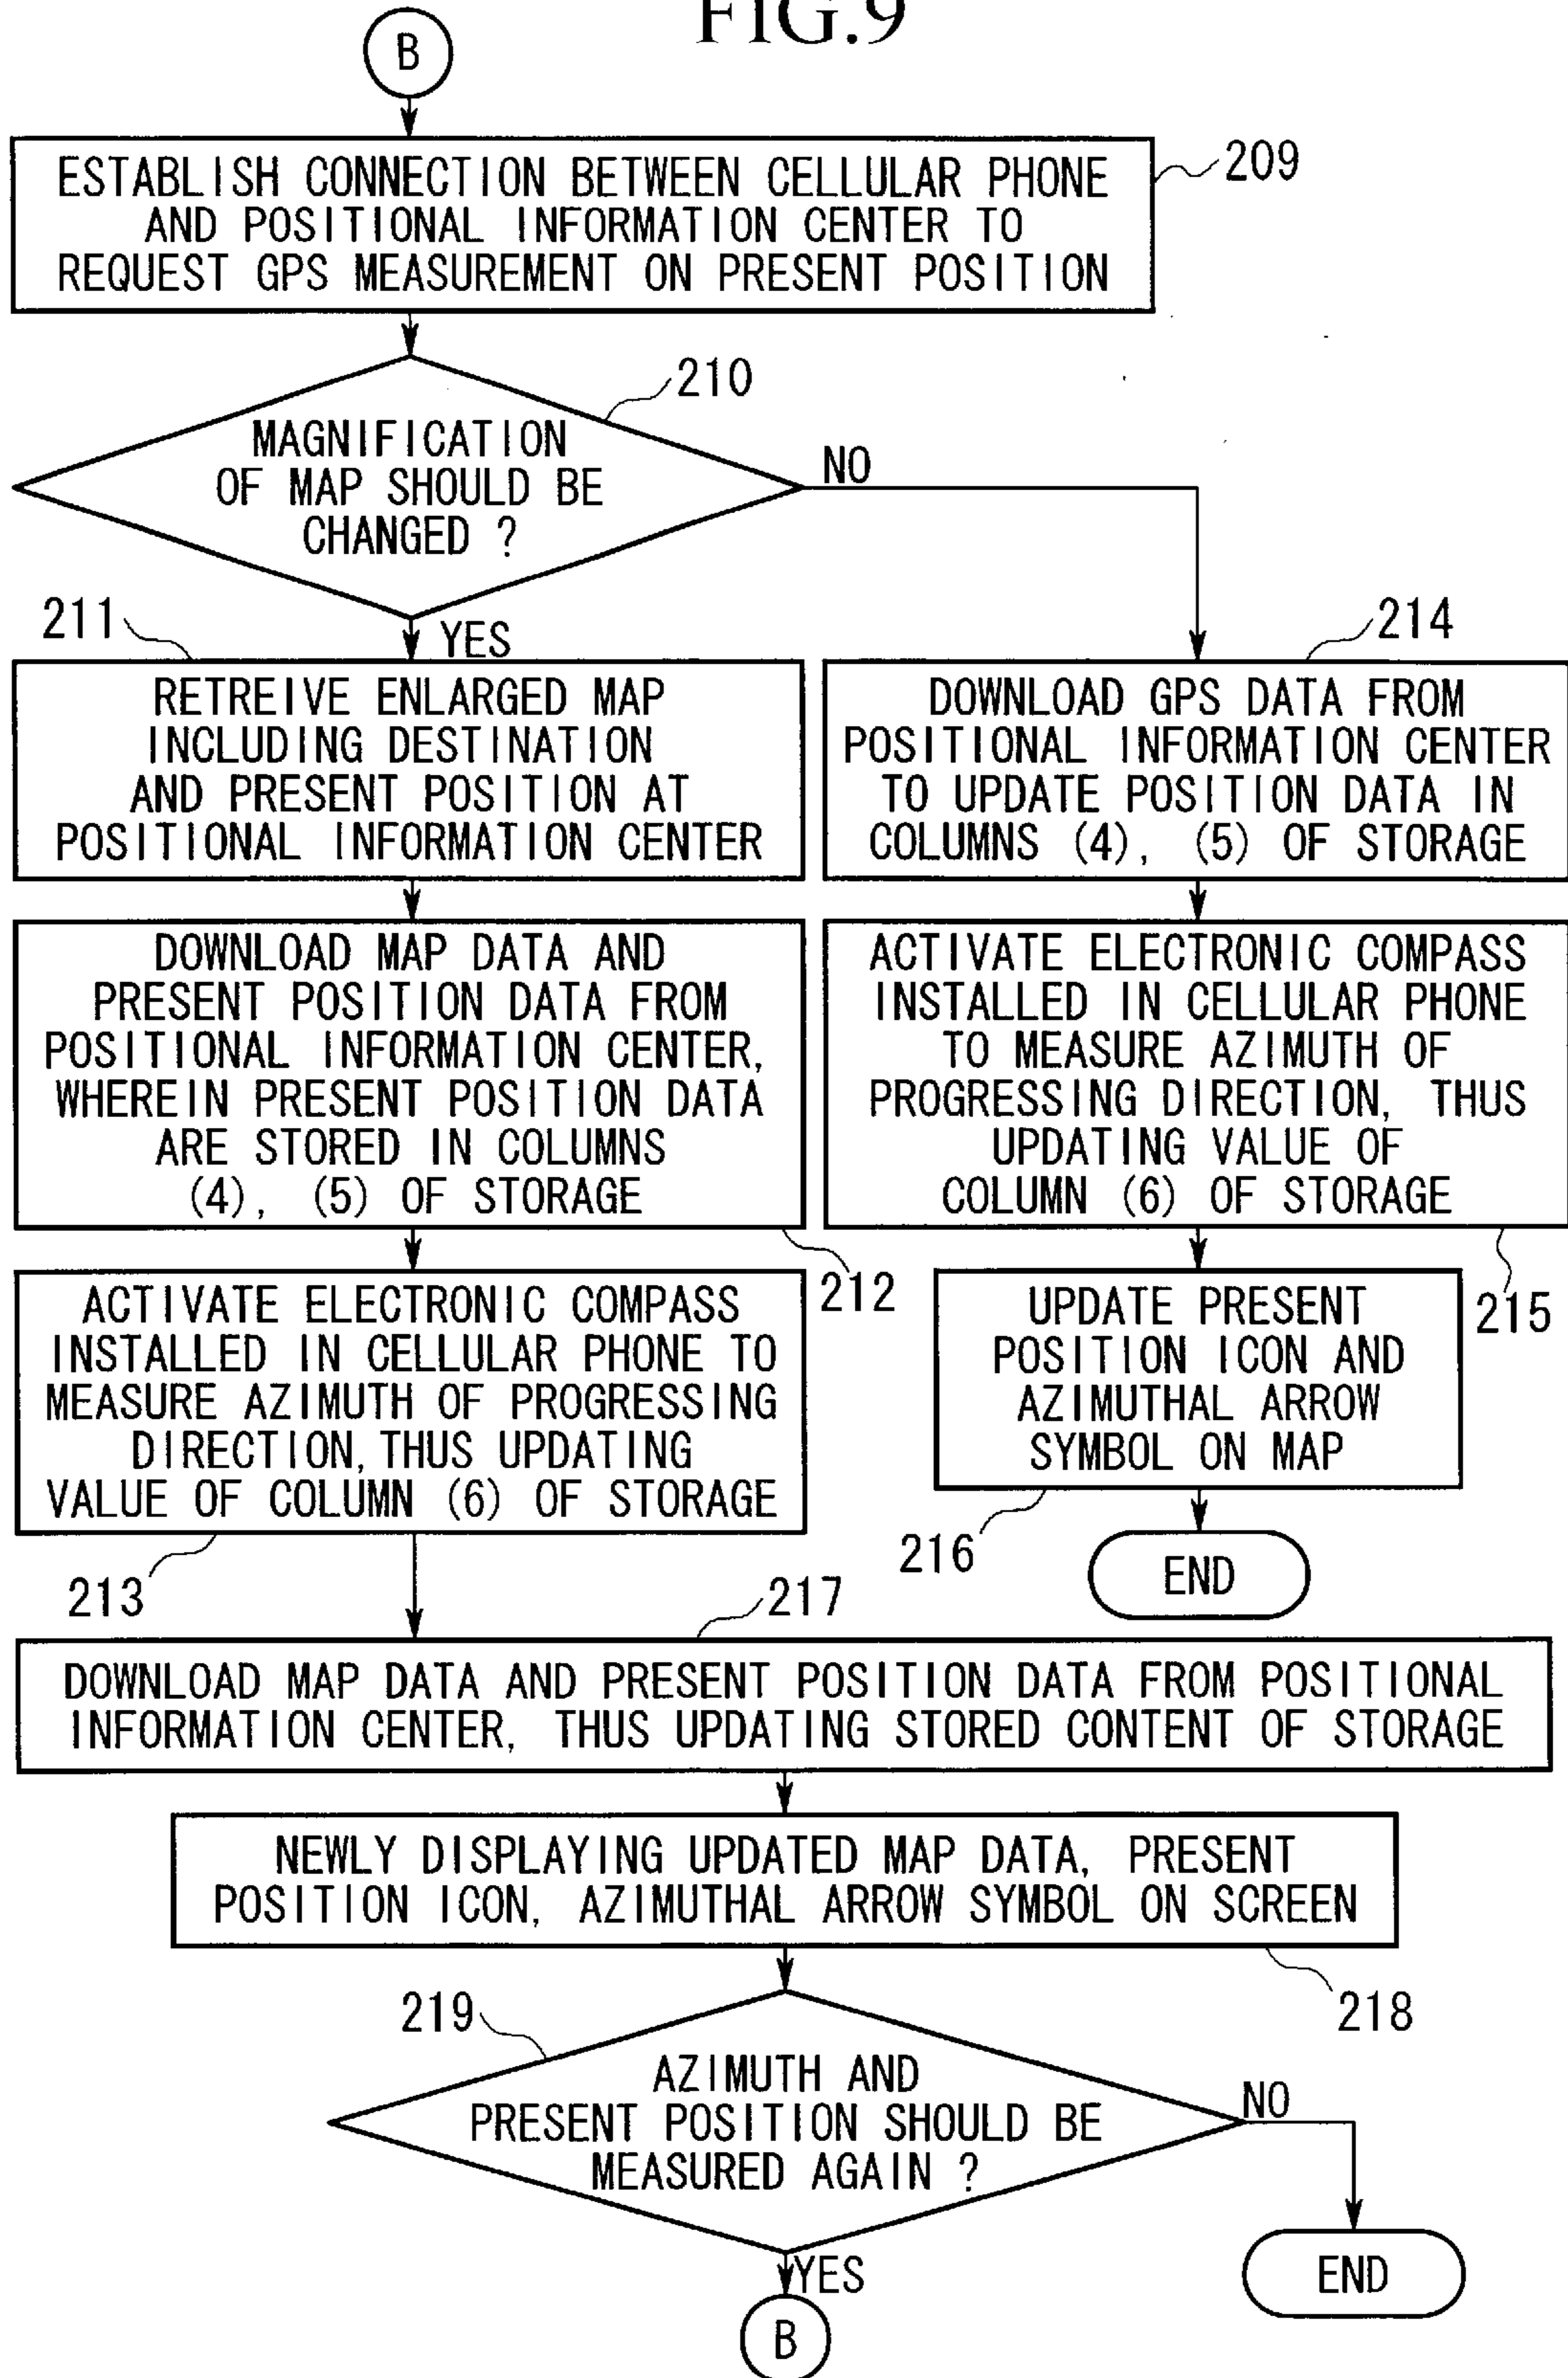 FIG.9
B
ESTABLISH CONNECTION BETWEEN CELLULAR PHONE
AND POSITIONAL INFORMATION CENTER TO
REQUEST GPS MEASUREMENT ON PRESENT POSITION
209
210
MAGNIFICATION
OF MAP SHOULD BE
CHANGED ?
NO
YES
211
RETREIVE ENLARGED MAP
INCLUDING DESTINATION
AND PRESENT POSITION AT
POSITIONAL INFORMATION CENTER
214
DOWNLOAD GPS DATA FROM
POSITIONAL INFORMATION CENTER
TO UPDATE POSITION DATA IN
COLUMNS (4), (5) OF STORAGE
DOWNLOAD MAP DATA AND
PRESENT POSITION DATA FROM
POSITIONAL INFORMATION CENTER,
WHEREIN PRESENT POSITION DATA
ARE STORED IN COLUMNS
(4), (5) OF STORAGE
212
ACTIVATE ELECTRONIC COMPASS
INSTALLED IN CELLULAR PHONE
TO MEASURE AZIMUTH OF
PROGRESSING DIRECTION, THUS
UPDATING VALUE OF
COLUMN (6) OF STORAGE
215
ACTIVATE ELECTRONIC COMPASS
INSTALLED IN CELLULAR PHONE TO
MEASURE AZIMUTH OF PROGRESSING
DIRECTION, THUS UPDATING
VALUE OF COLUMN (6) OF STORAGE
213
UPDATE PRESENT
POSITION ICON AND
AZIMUTHAL ARROW
SYMBOL ON MAP
216
END
217
DOWNLOAD MAP DATA AND PRESENT POSITION DATA FROM POSITIONAL
INFORMATION CENTER, THUS UPDATING STORED CONTENT OF STORAGE
NEWLY DISPLAYING UPDATED MAP DATA, PRESENT
POSITION ICON, AZIMUTHAL ARROW SYMBOL ON SCREEN
218
219
AZIMUTH AND
PRESENT POSITION SHOULD BE
MEASURED AGAIN ?
NO
END
YES
B